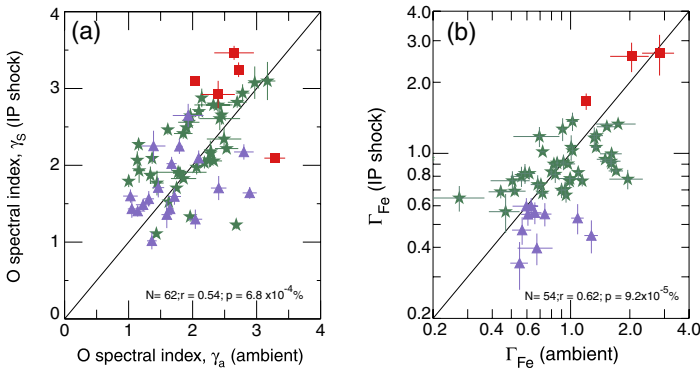 (a)
O spectral index, γS (IP shock)
4
3
2
1
0
N= 62;r = 0.54; p = 6.8 x10-4%
0 1 2 3 4
O spectral index, γa (ambient)
(b)
ΓFe (IP shock)
4.0
3.0
2.0
1.0
0.8
0.6
0.4
0.2
N= 54;r = 0.62; p = 9.2x10-5%
0.2 0.4 0.6 1.0 2.0 4.0
ΓFe (ambient)